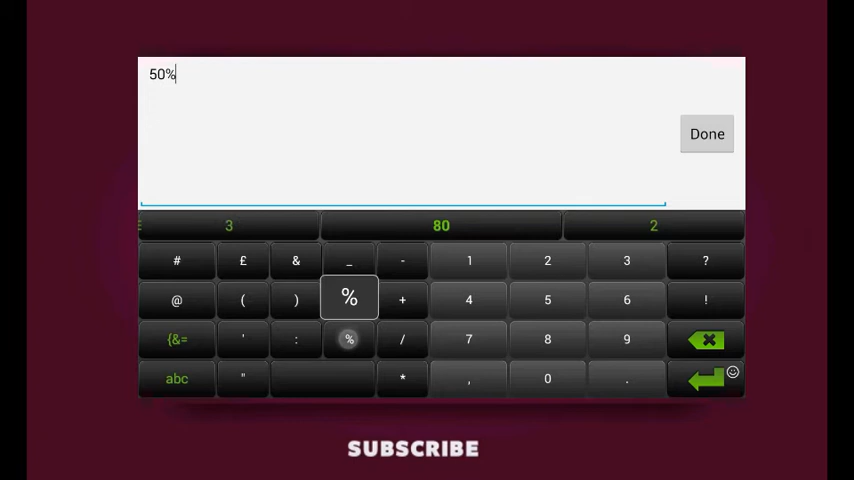 50%
Done
3 80 2
# £ & _ - 1 2 3 ?
@ ( ) % + 4 5 6 !
{&= ' : % / 7 8 9
abc " * , 0 .
SUBSCRIBE